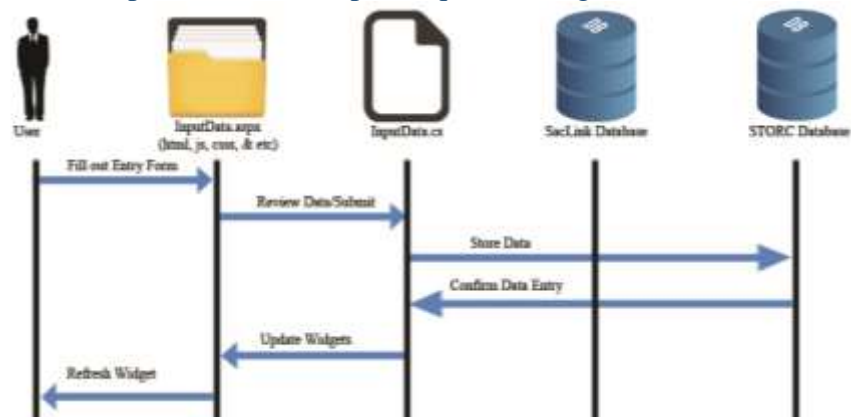 User
InputData.aspx
(html, js, css, & etc)
InputData.cs
SacLink Database
STORC Database
Fill out Entry Form
Review Data/Submit
Store Data
Confirm Data Entry
Update Widgets
Refresh Widget